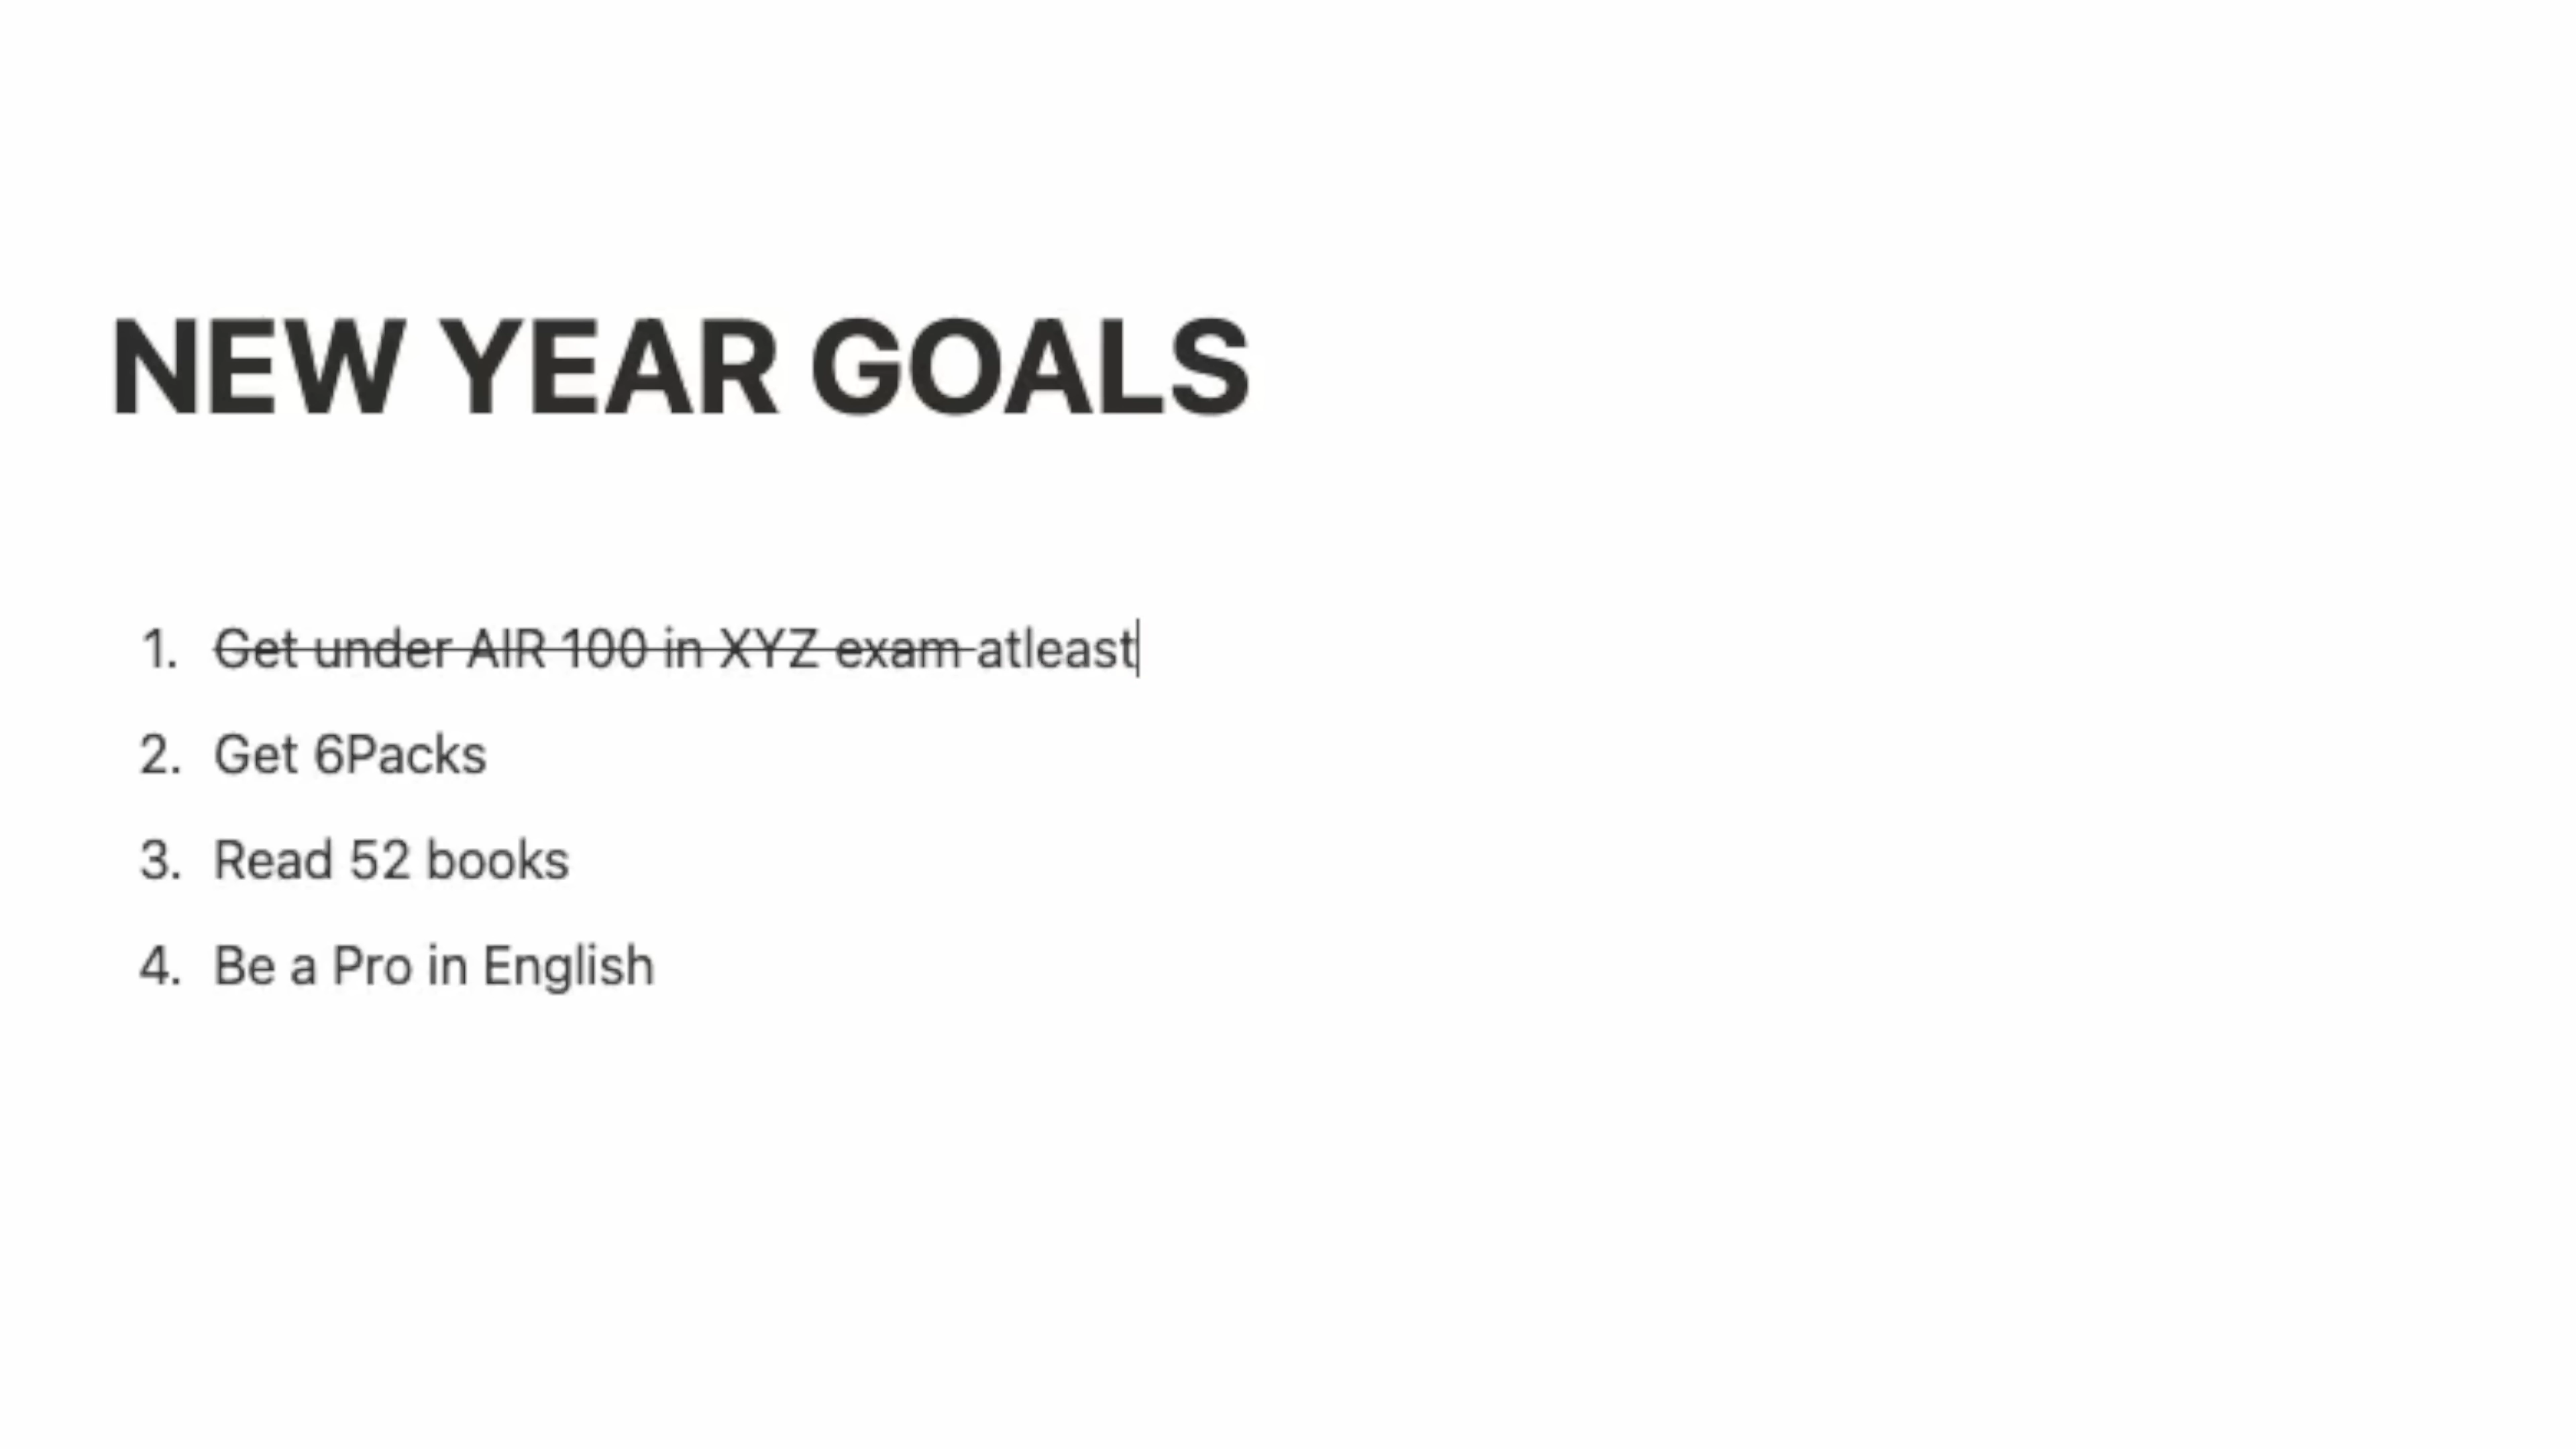 NEW YEAR GOALS
1. Get under AIR 100 in XYZ exam atleast
2. Get 6Packs
3. Read 52 books
4. Be a Pro in English